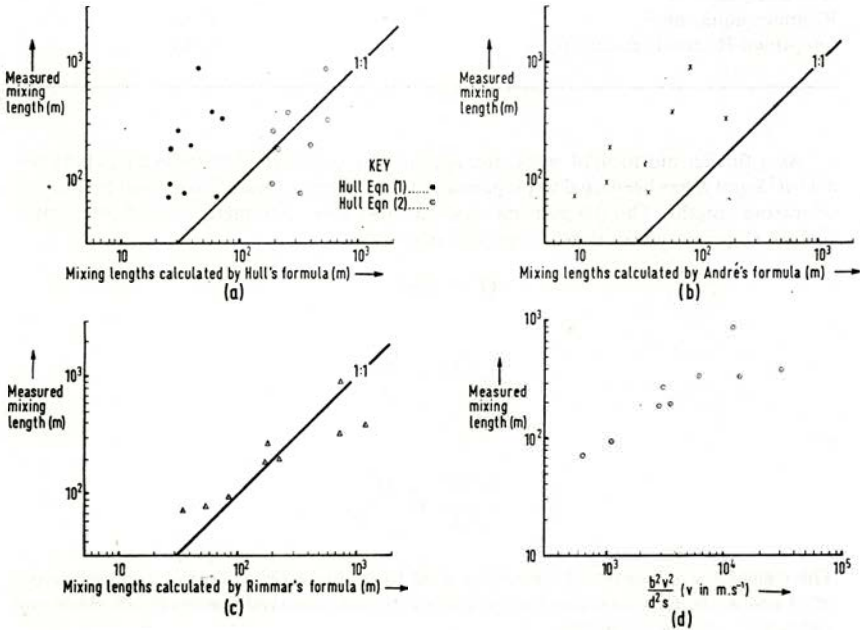 10³
Measured
mixing
length (m)
10²
1:1
KEY
Hull Eqn (1)......
Hull Eqn (2).....
10
10²
10³
Mixing lengths calculated by Hull's formula (m)
(a)
10³
Measured
mixing
length (m)
10²
1:1
10
10²
10³
Mixing lengths calculated by André's formula (m)
(b)
10³
Measured
mixing
length (m)
10²
1:1
10
10²
10³
Mixing lengths calculated by Rimmar's formula (m)
(c)
10³
Measured
mixing
length (m)
10²
10
10³
10⁴
10⁵
b²v²
d²s
(v in m.s⁻¹)
(d)